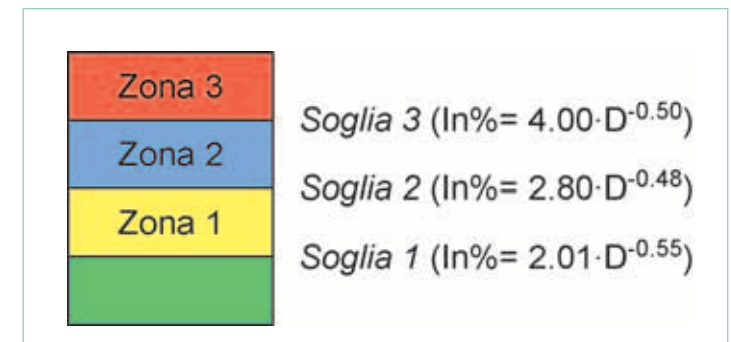 Zona 3
Soglia 3 (In%= 4.00·D-0.50)
Zona 2
Soglia 2 (In%= 2.80·D-0.48)
Zona 1
Soglia 1 (In%= 2.01·D-0.55)